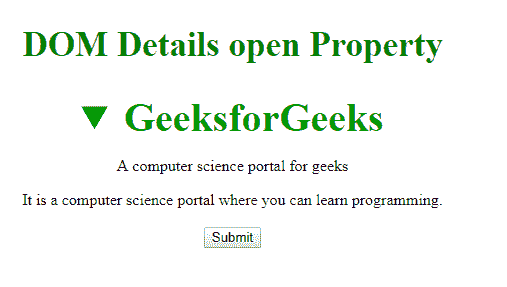 DOM Details open Property
GeeksforGeeks
A computer science portal for geeks
It is a computer science portal where you can learn programming.
Submit